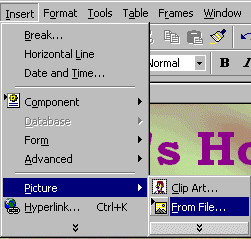 Insert Format Tools Table Frames Window
Break...
Horizontal Line
Date and Time...
Normal B I
Component
Database
Form
Advanced
's Ho
Picture
Clip Art...
Hyperlink... Ctrl+K
From File...